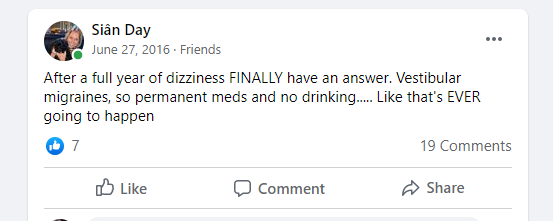 Siân Day
June 27, 2016 · Friends
After a full year of dizziness FINALLY have an answer. Vestibular
migraines, so permanent meds and no drinking..... Like that's EVER
going to happen
7
19 Comments
Like
Comment
Share